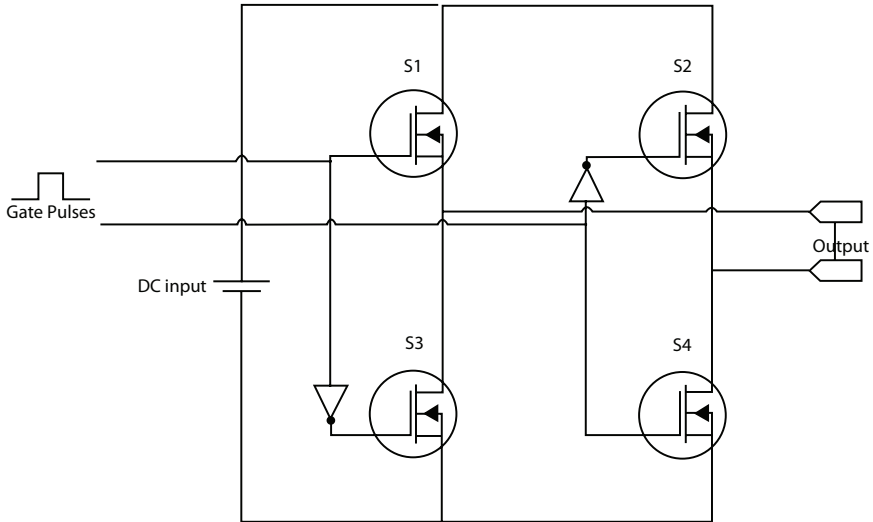 S1
S2
Gate Pulses
Output
DC input
S3
S4